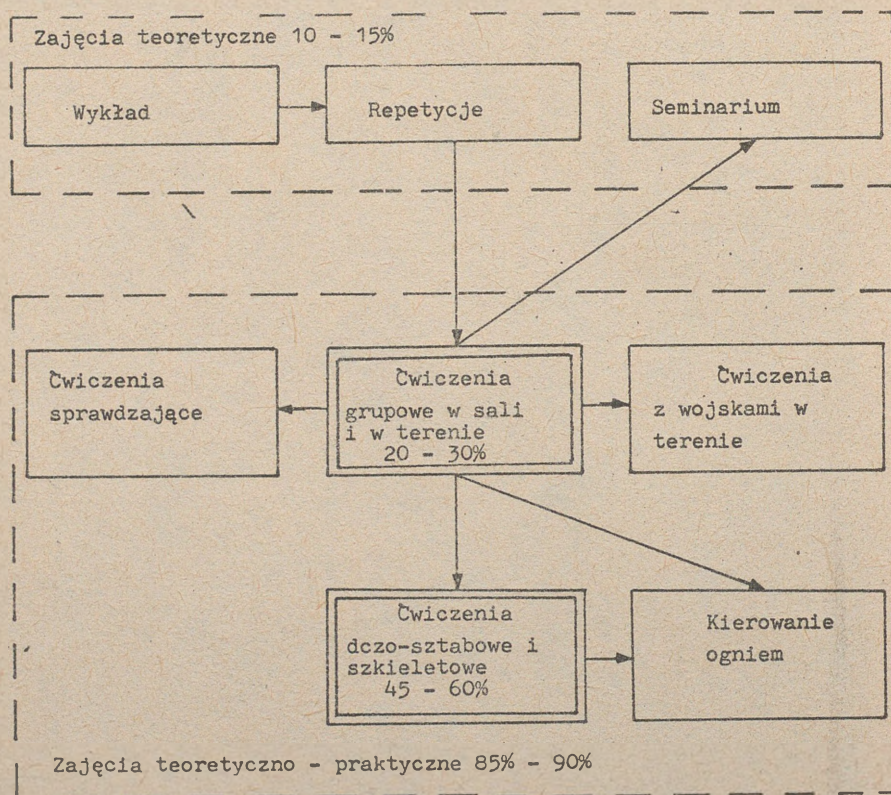 Zajęcia teoretyczne 10 - 15%
Wykład
Repetycje
Seminarium
Ćwiczenia
sprawdzające
Ćwiczenia
grupowe w sali
i w terenie
20 - 30%
Ćwiczenia
z wojskami w
terenie
Ćwiczenia
dczo-sztabowe i
szkieletowe
45 - 60%
Kierowanie
ogniem
Zajęcia teoretyczno - praktyczne 85% - 90%